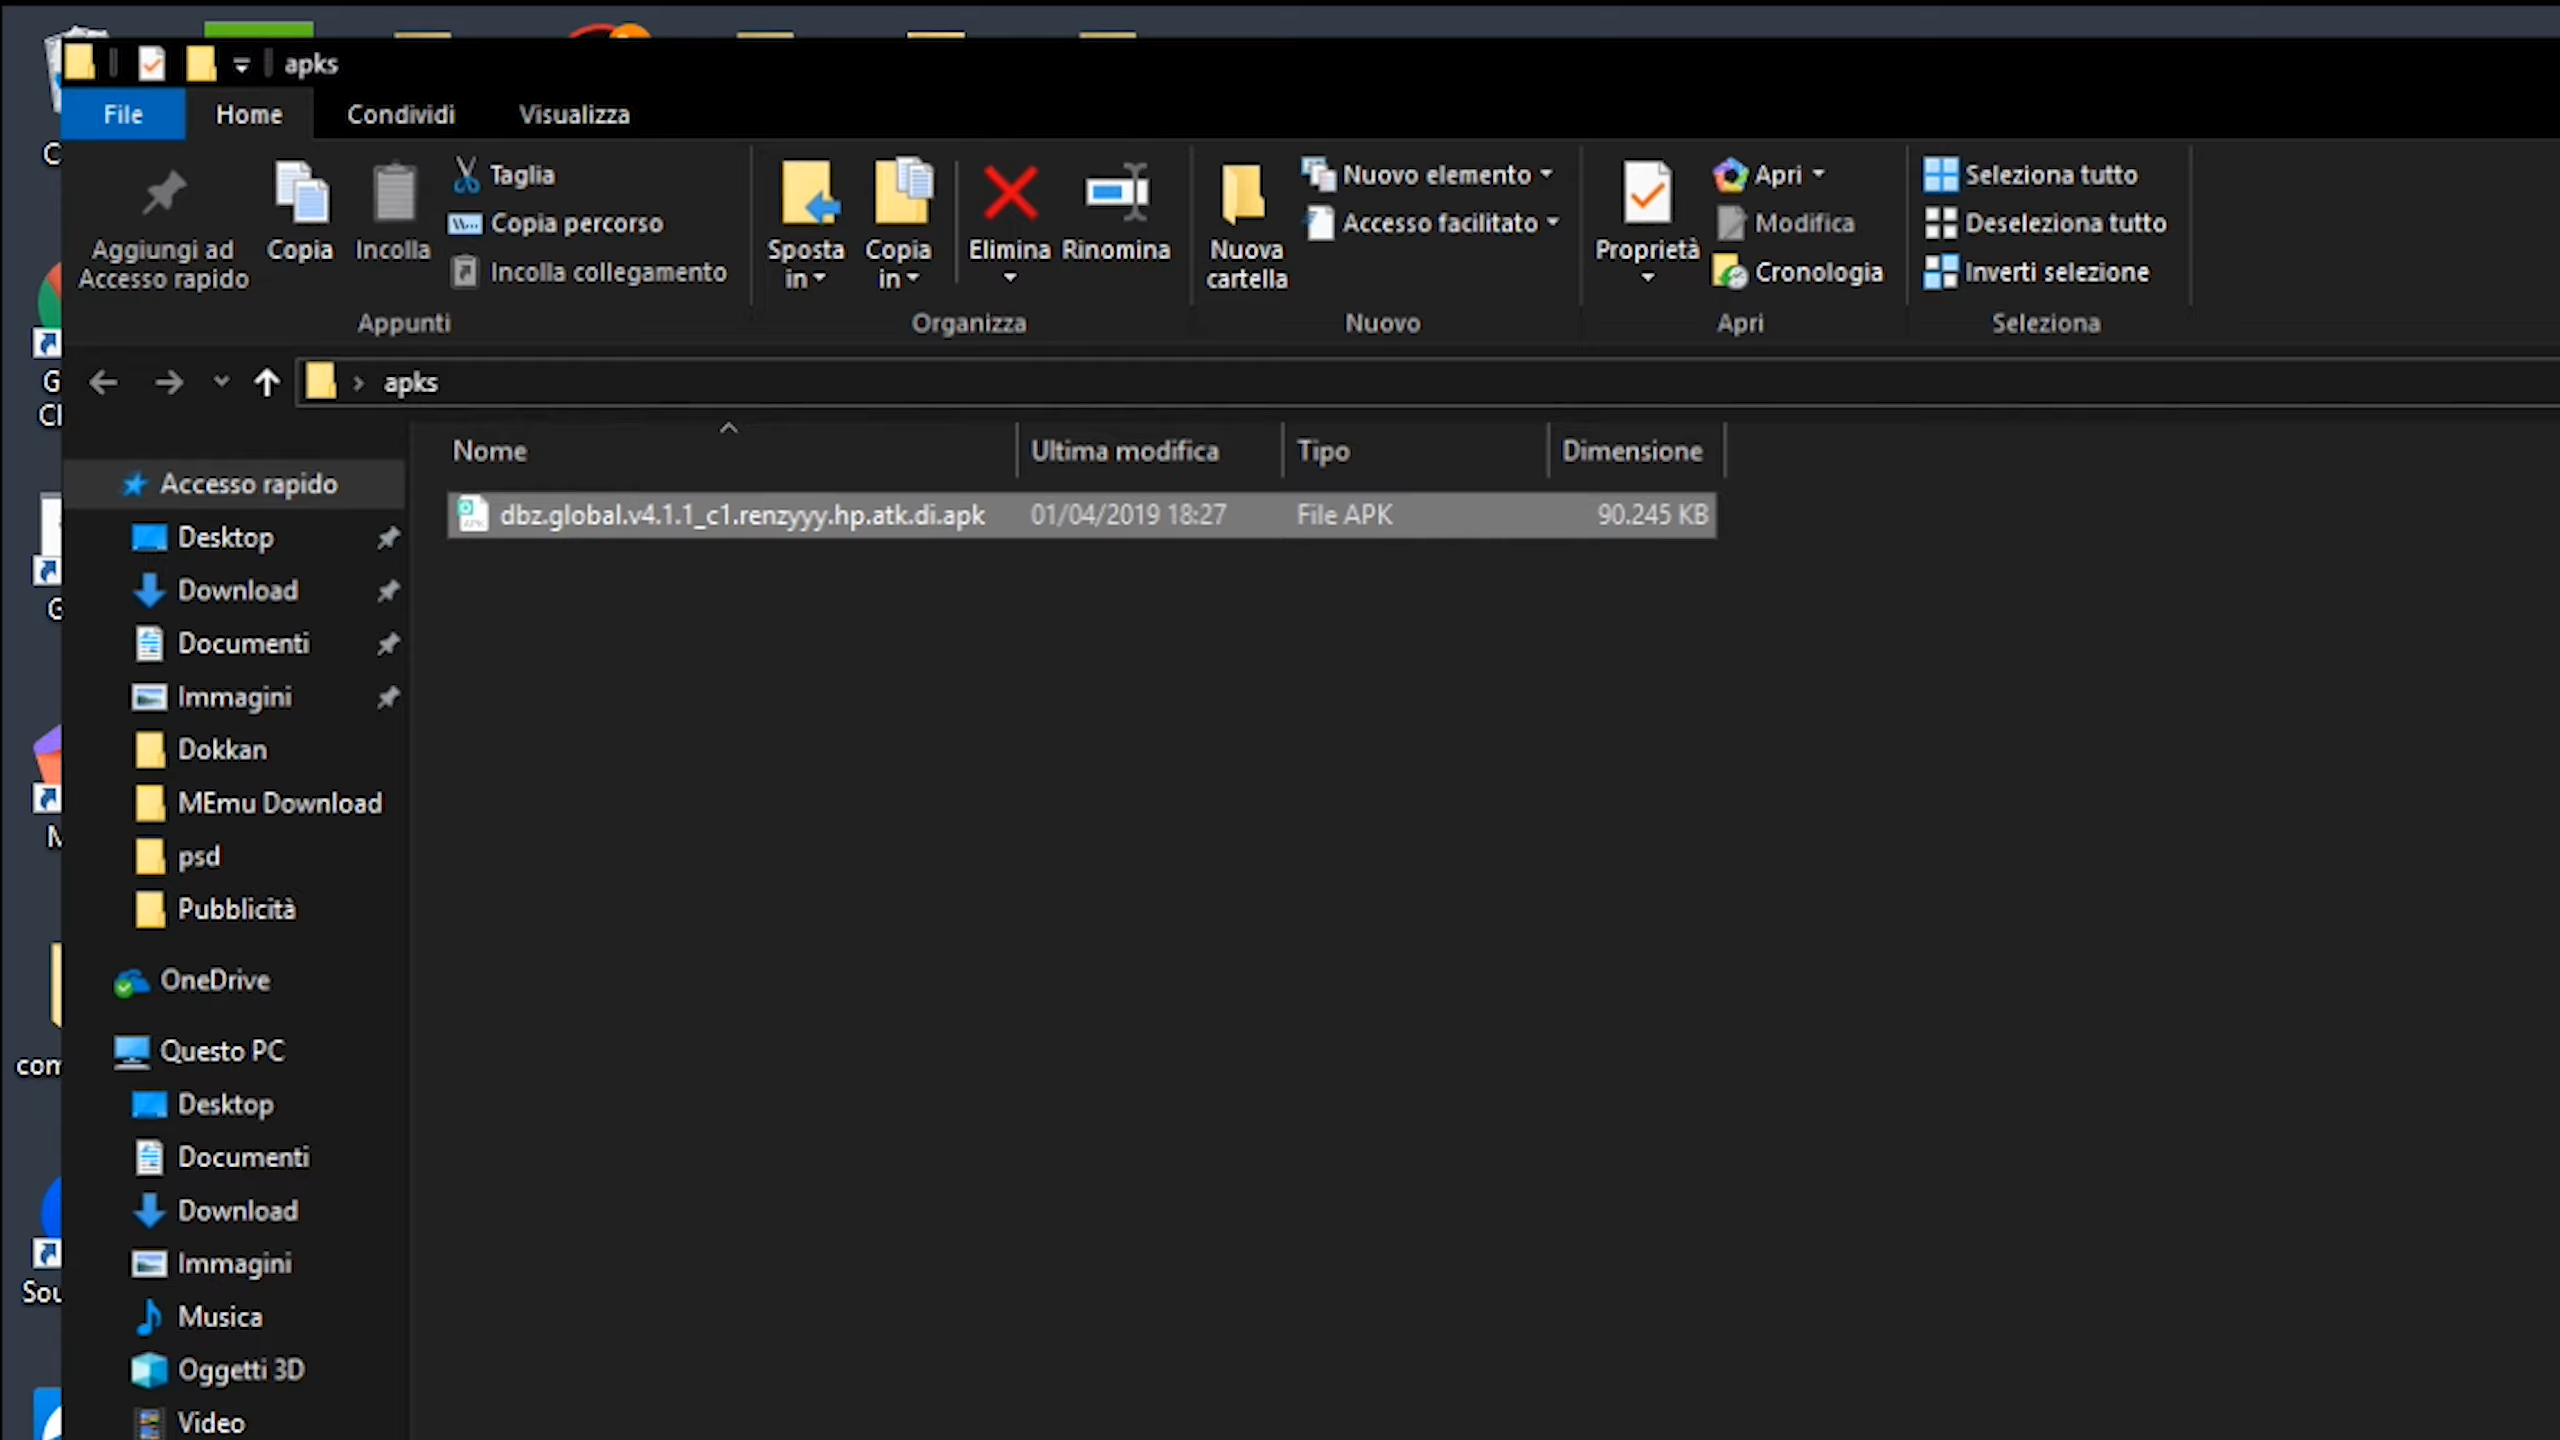 apks
File Home Condividi Visualizza
Aggiungi ad
Accesso rapido
Copia
Incolla
Taglia
Copia percorso
Incolla collegamento
Appunti
Sposta
in
Copia
in
Elimina
Rinomina
Organizza
Nuova
cartella
Nuovo elemento
Accesso facilitato
Nuovo
Proprietà
Apri
Modifica
Cronologia
Apri
Seleziona tutto
Deseleziona tutto
Inverti selezione
Seleziona
apks
Nome Ultima modifica Tipo Dimensione
dbz.global.v4.1.1_c1.renzyyy.hp.atk.di.apk 01/04/2019 18:27 File APK 90.245 KB
Accesso rapido
Desktop
Download
Documenti
Immagini
Dokkan
MEmu Download
psd
Pubblicità
OneDrive
Questo PC
Desktop
Documenti
Download
Immagini
Musica
Oggetti 3D
Video
com
Sou